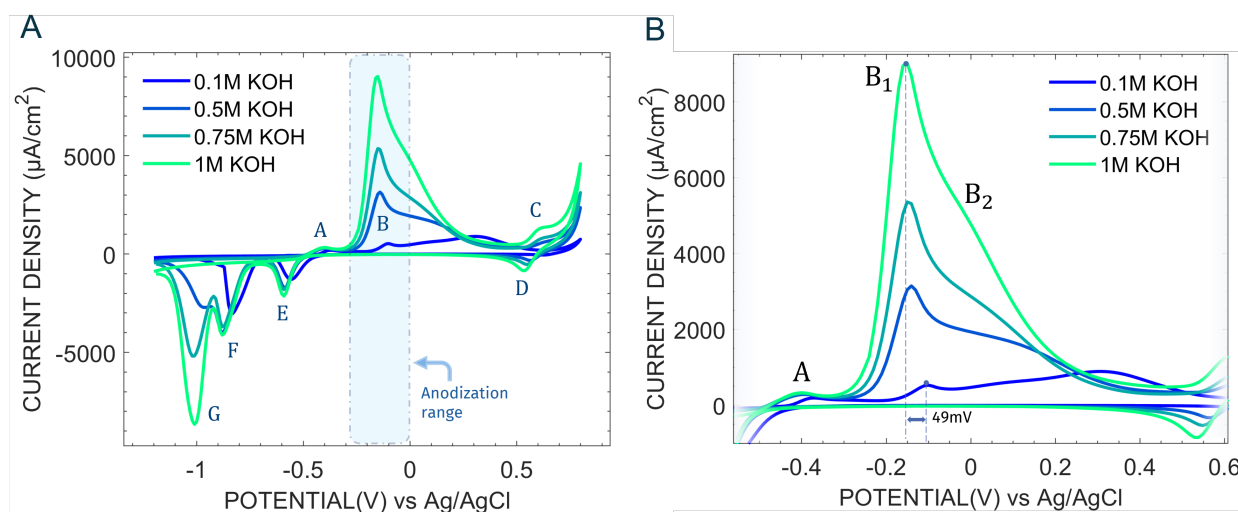 A
CURRENT DENSITY (µA/cm²)
10000
5000
0
-5000
0.1M KOH
0.5M KOH
0.75M KOH
1M KOH
A
B
C
D
E
F
G
Anodization
range
-1
-0.5
0
0.5
POTENTIAL(V) vs Ag/AgCl
B
CURRENT DENSITY (µA/cm²)
8000
6000
4000
2000
0
B₁
B₂
A
0.1M KOH
0.5M KOH
0.75M KOH
1M KOH
49mV
-0.4
-0.2
0
0.2
0.4
0.6
POTENTIAL(V) vs Ag/AgCl